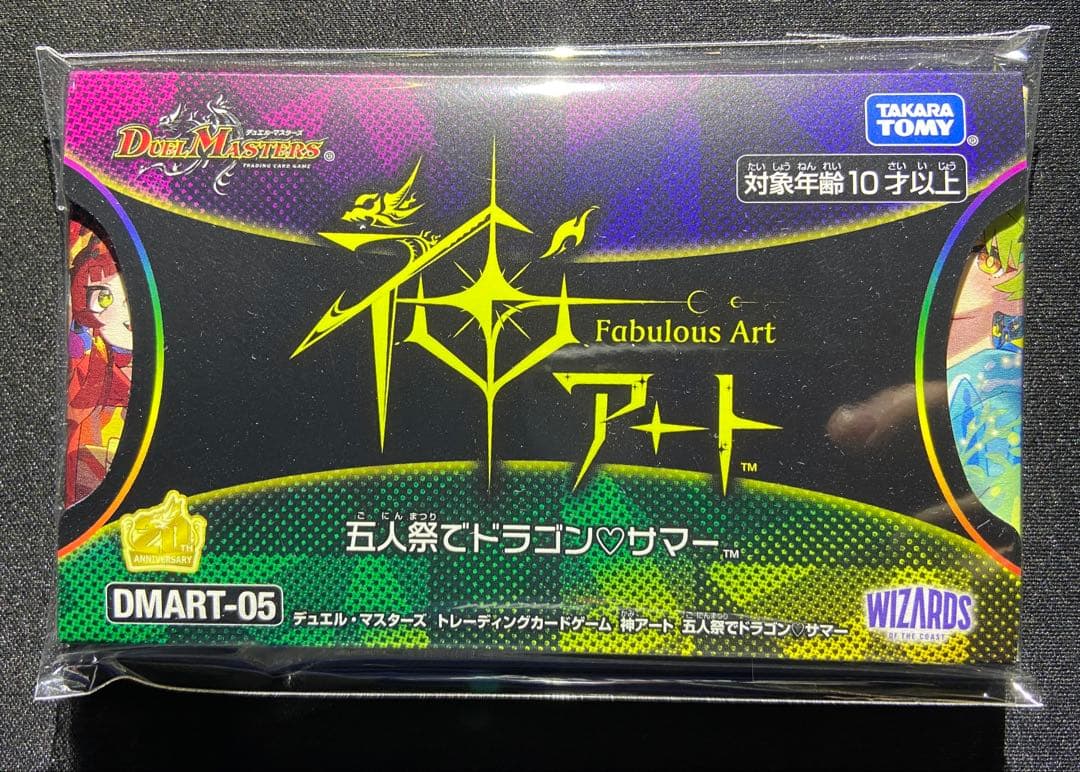 デュエル・マスターズ
DUEL MASTERS®
TRADING CARD GAME
TAKARA
TOMY®
たいしょうねんれい さいいじょう
対象年齢10才以上
神
Fabulous Art
アート™
ごにんまつり
五人祭でドラゴン♡サマー™
20TH
ANNIVERSARY
DMART-05
かみ ごにんまつり
デュエル・マスターズ トレーディングカードゲーム 神アート 五人祭でドラゴン♡サマー
WIZARDS
OF THE COAST